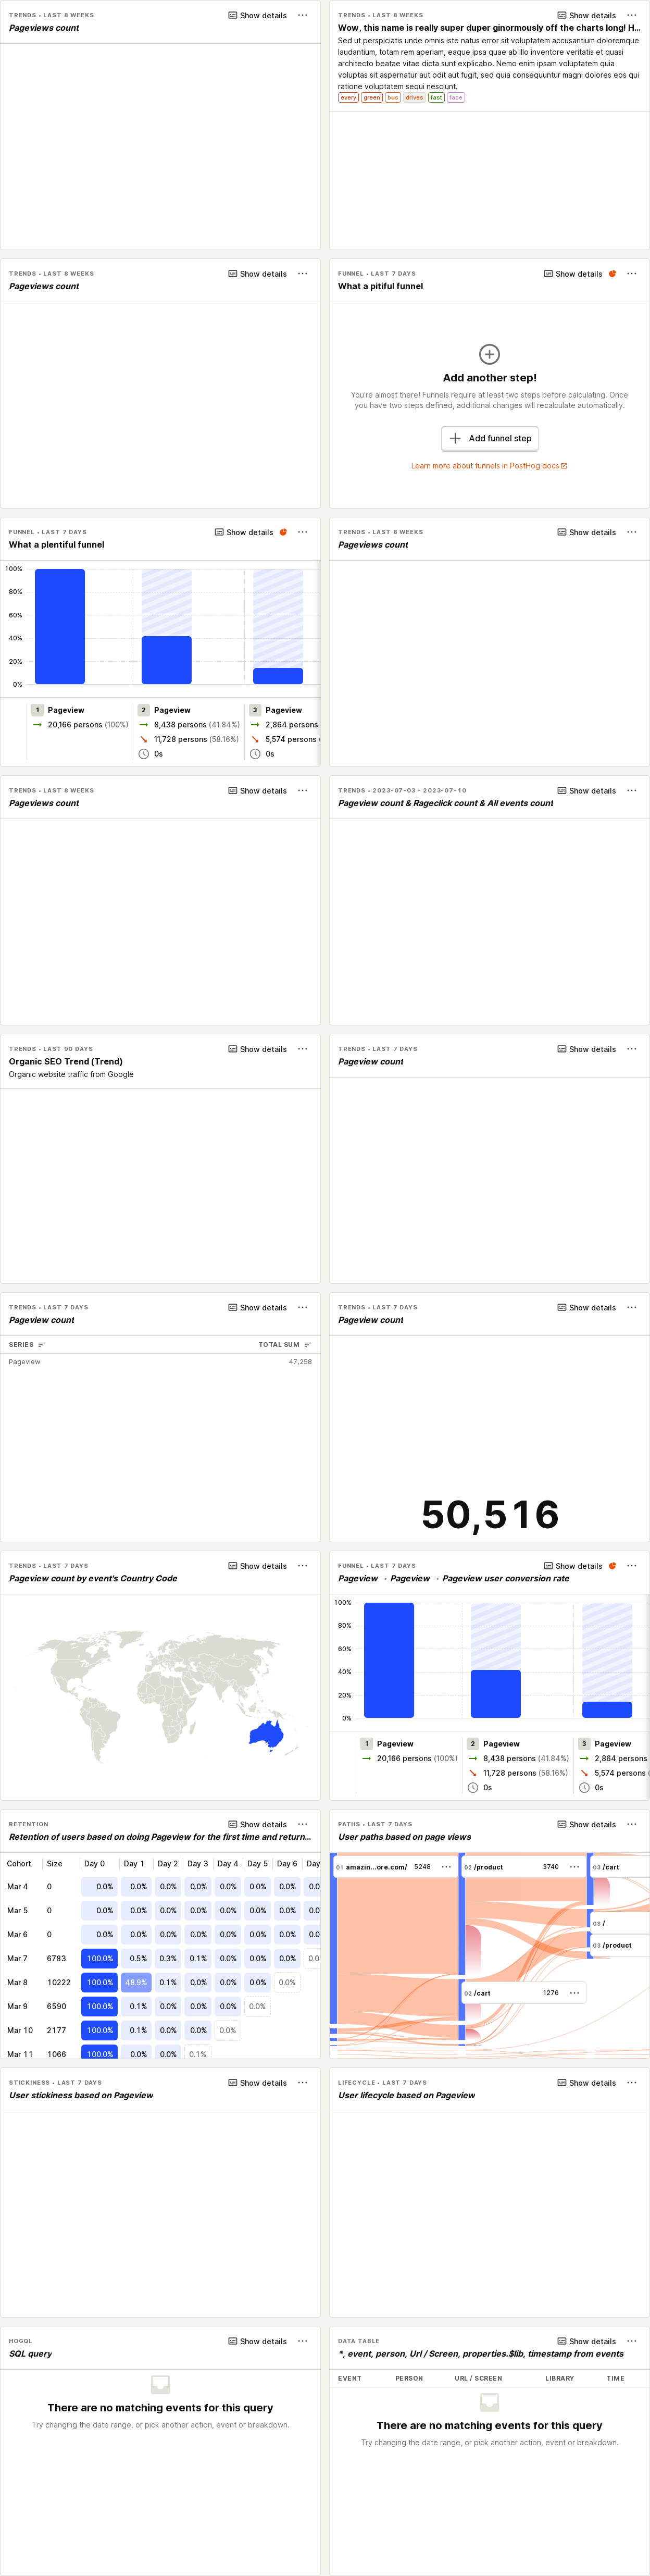 TRENDS • LAST 8 WEEKS
Show details
Pageviews count
TRENDS • LAST 8 WEEKS
Show details
Wow, this name is really super duper ginormously off the charts long! H...
Sed ut perspiciatis unde omnis iste natus error sit voluptatem accusantium doloremque
laudantium, totam rem aperiam, eaque ipsa quae ab illo inventore veritatis et quasi
architecto beatae vitae dicta sunt explicabo. Nemo enim ipsam voluptatem quia
voluptas sit aspernatur aut odit aut fugit, sed quia consequuntur magni dolores eos qui
ratione voluptatem sequi nesciunt.
every green bus drives fast face
TRENDS • LAST 8 WEEKS
Show details
Pageviews count
FUNNEL • LAST 7 DAYS
Show details
What a pitiful funnel
Add another step!
You're almost there! Funnels require at least two steps before calculating. Once
you have two steps defined, additional changes will recalculate automatically.
Add funnel step
Learn more about funnels in PostHog docs
FUNNEL • LAST 7 DAYS
Show details
What a plentiful funnel
100%
80%
60%
40%
20%
0%
1 Pageview
20,166 persons (100%)
2 Pageview
8,438 persons (41.84%)
11,728 persons (58.16%)
0s
3 Pageview
2,864 persons
5,574 persons (
0s
TRENDS • LAST 8 WEEKS
Show details
Pageviews count
TRENDS • LAST 8 WEEKS
Show details
Pageviews count
TRENDS • 2023-07-03 - 2023-07-10
Show details
Pageview count & Rageclick count & All events count
TRENDS • LAST 90 DAYS
Show details
Organic SEO Trend (Trend)
Organic website traffic from Google
TRENDS • LAST 7 DAYS
Show details
Pageview count
TRENDS • LAST 7 DAYS
Show details
Pageview count
SERIES TOTAL SUM
Pageview 47,258
TRENDS • LAST 7 DAYS
Show details
Pageview count
50,516
TRENDS • LAST 7 DAYS
Show details
Pageview count by event's Country Code
FUNNEL • LAST 7 DAYS
Show details
Pageview → Pageview → Pageview user conversion rate
100%
80%
60%
40%
20%
0%
1 Pageview
20,166 persons (100%)
2 Pageview
8,438 persons (41.84%)
11,728 persons (58.16%)
0s
3 Pageview
2,864 persons
5,574 persons (
0s
RETENTION
Show details
Retention of users based on doing Pageview for the first time and return...
Cohort Size Day 0 Day 1 Day 2 Day 3 Day 4 Day 5 Day 6 Day
Mar 4 0 0.0% 0.0% 0.0% 0.0% 0.0% 0.0% 0.0% 0.0
Mar 5 0 0.0% 0.0% 0.0% 0.0% 0.0% 0.0% 0.0% 0.0
Mar 6 0 0.0% 0.0% 0.0% 0.0% 0.0% 0.0% 0.0% 0.0
Mar 7 6783 100.0% 0.5% 0.3% 0.1% 0.0% 0.0% 0.0% 0.0
Mar 8 10222 100.0% 48.9% 0.1% 0.0% 0.0% 0.0% 0.0%
Mar 9 6590 100.0% 0.1% 0.0% 0.0% 0.0% 0.0%
Mar 10 2177 100.0% 0.1% 0.0% 0.0% 0.0%
Mar 11 1066 100.0% 0.0% 0.0% 0.1%
PATHS • LAST 7 DAYS
Show details
User paths based on page views
01 amazin...ore.com/ 5248
02 /product 3740
03 /cart
03 /
03 /product
02 /cart 1276
STICKINESS • LAST 7 DAYS
Show details
User stickiness based on Pageview
LIFECYCLE • LAST 7 DAYS
Show details
User lifecycle based on Pageview
HOGQL
Show details
SQL query
There are no matching events for this query
Try changing the date range, or pick another action, event or breakdown.
DATA TABLE
Show details
*, event, person, Url / Screen, properties.$lib, timestamp from events
EVENT PERSON URL / SCREEN LIBRARY TIME
There are no matching events for this query
Try changing the date range, or pick another action, event or breakdown.